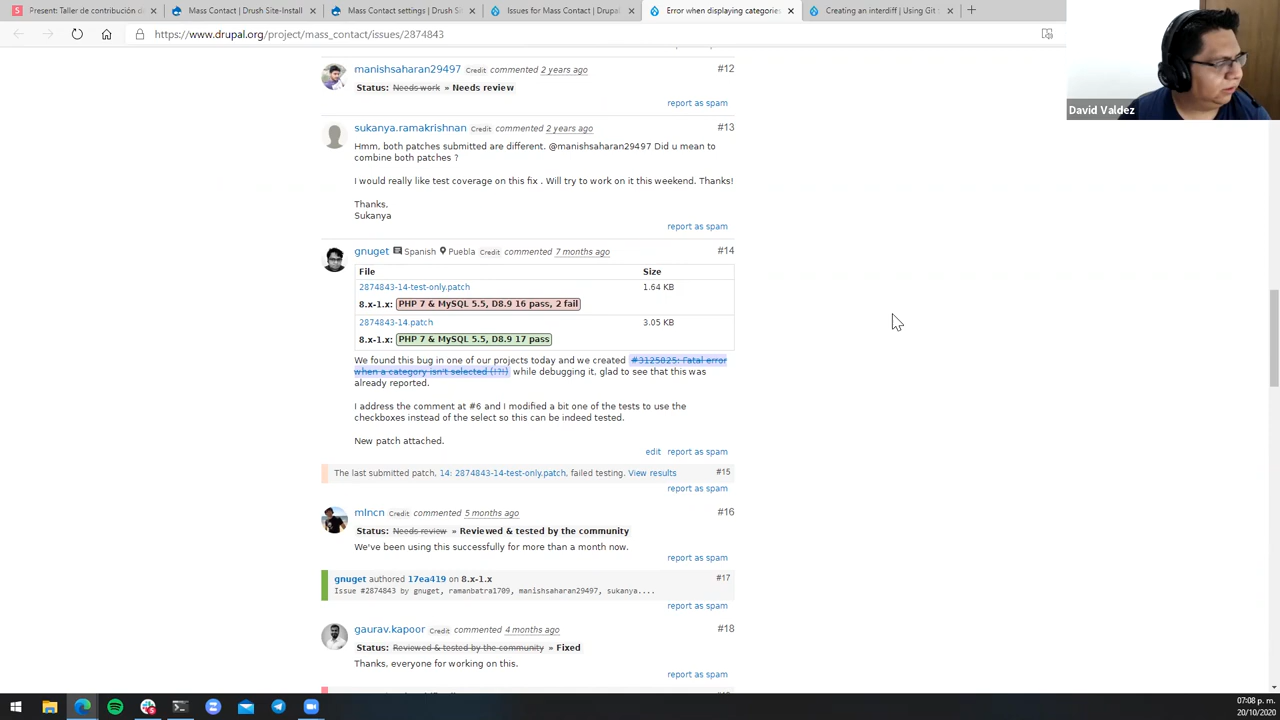 Present: Taller de contribución de
Mass Contact | Drush Site-Install
Mass Contact settings | Drush S
Issues for Mass Contact | Drupal
Error when displaying categories
Creating an interdiff | Using Git
https://www.drupal.org/project/mass_contact/issues/2874843
David Valdez
manishsaharan29497 Credit commented 2 years ago #12
Status: Needs work » Needs review
report as spam
sukanya.ramakrishnan Credit commented 2 years ago #13
Hmm, both patches submitted are different. @manishsaharan29497 Did u mean to
combine both patches ?
I would really like test coverage on this fix . Will try to work on it this weekend. Thanks!
Thanks,
Sukanya
report as spam
gnuget Spanish Puebla Credit commented 7 months ago #14
File Size
2874843-14-test-only.patch 1.64 KB
8.x-1.x: PHP 7 & MySQL 5.5, D8.9 16 pass, 2 fail
2874843-14.patch 3.05 KB
8.x-1.x: PHP 7 & MySQL 5.5, D8.9 17 pass
We found this bug in one of our projects today and we created #3125025: Fatal error
when a category isn't selected (!?!) while debugging it, glad to see that this was
already reported.
I address the comment at #6 and I modified a bit one of the tests to use the
checkboxes instead of the select so this can be indeed tested.
New patch attached.
edit report as spam
The last submitted patch, 14: 2874843-14-test-only.patch, failed testing. View results #15
report as spam
mlncn Credit commented 5 months ago #16
Status: Needs review » Reviewed & tested by the community
We've been using this successfully for more than a month now.
report as spam
gnuget authored 17ea419 on 8.x-1.x #17
Issue #2874843 by gnuget, ramanbatra1709, manishsaharan29497, sukanya....
report as spam
gaurav.kapoor Credit commented 4 months ago #18
Status: Reviewed & tested by the community » Fixed
Thanks, everyone for working on this.
report as spam
07:08 p. m.
20/10/2020